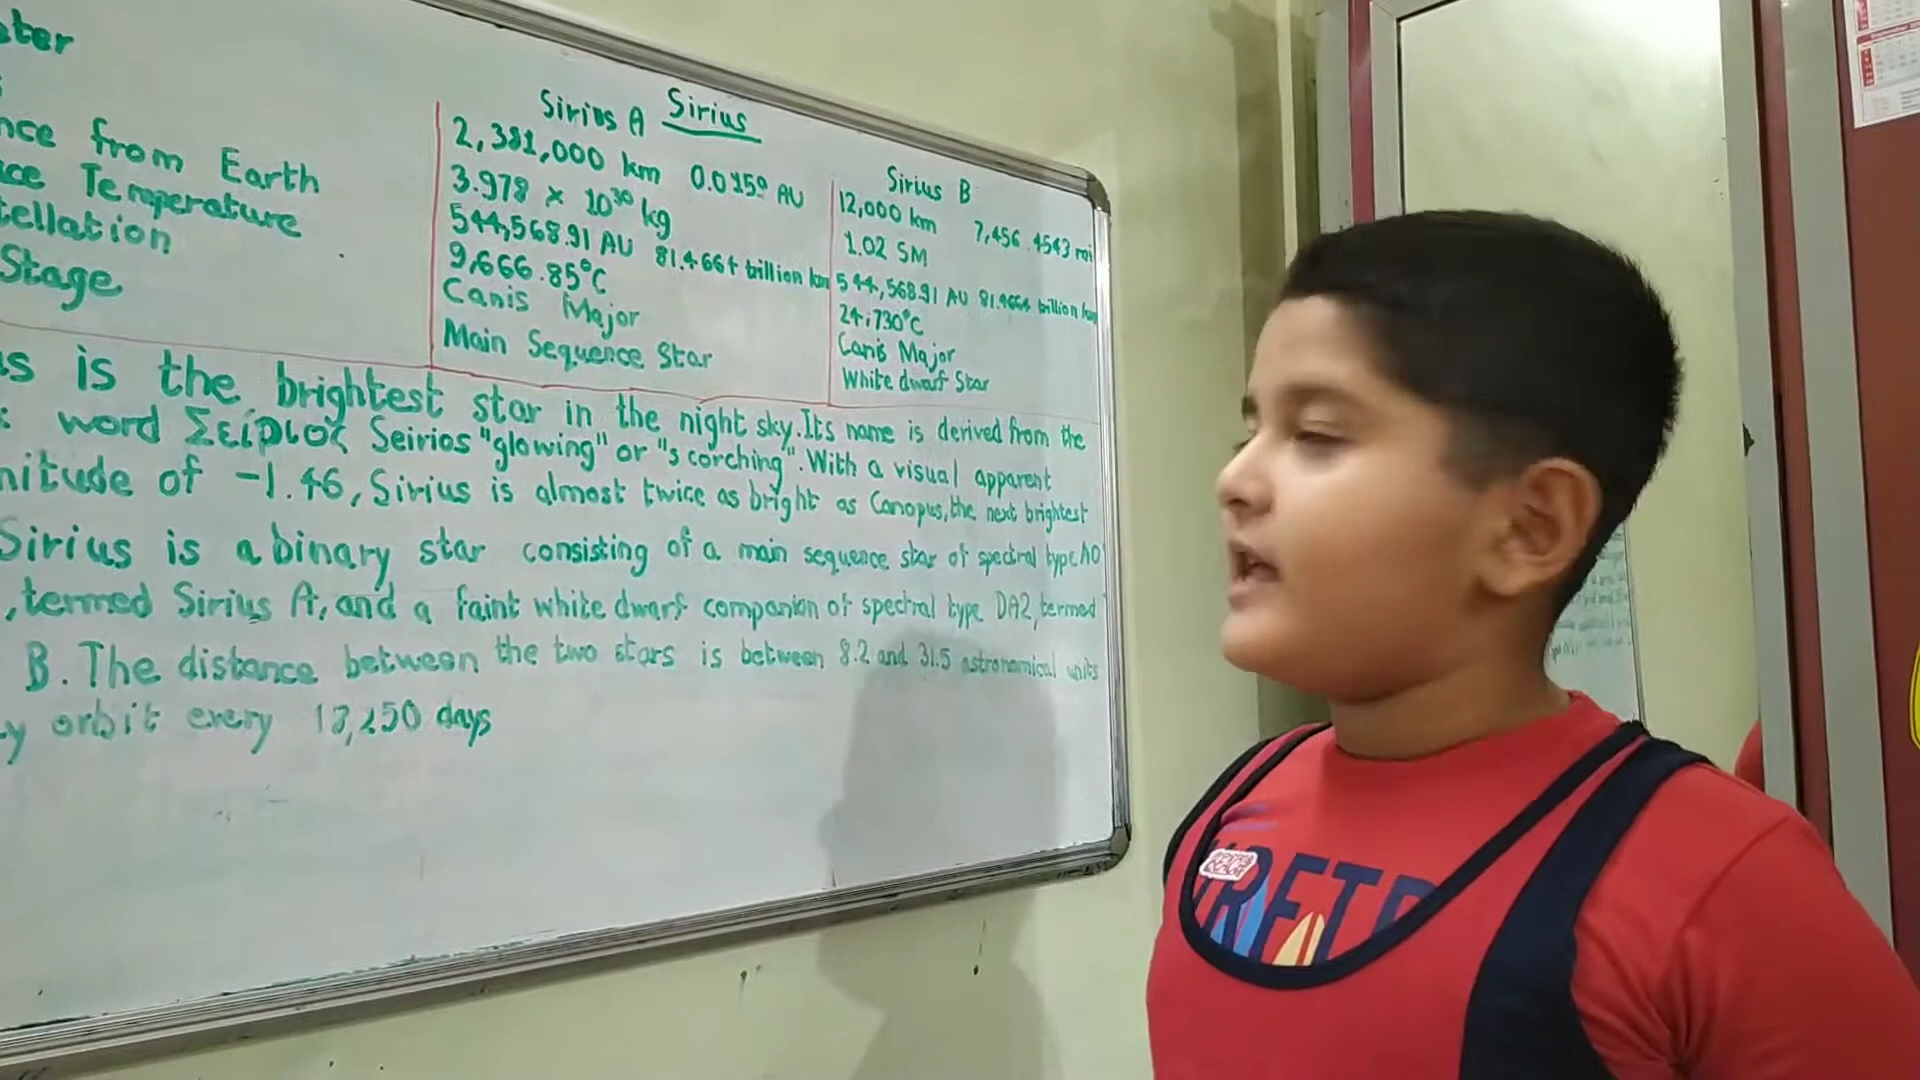 Sirius
from Earth
Temperature
Stage
Sirius A
2,381,000 km 0.0159 AU
3.978 × 10³⁰ kg
544,568.91 AU 81.4664 trillion km
9,666.85°C
Canis Major
Main Sequence Star
Sirius B
12,000 km 7,456.4543 mi
1.02 SM
544,568.91 AU 81.4664 trillion km
24,730°C
Canis Major
White dwarf Star
is the brightest star in the night sky. Its name is derived from the
word Σείριος Seirios "glowing" or "scorching". With a visual apparent
of -1.46, Sirius is almost twice as bright as Canopus, the next brightest
Sirius is a binary star consisting of a main sequence star of spectral type A0
, termed Sirius A, and a faint white dwarf companion of spectral type DA2, termed
B. The distance between the two stars is between 8.2 and 31.5 astronomical units
orbit every 18,250 days